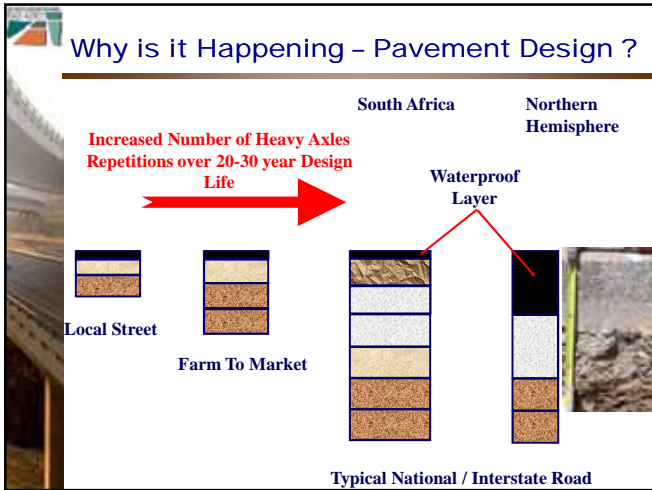 Why is it Happening – Pavement Design ?
South Africa
Northern
Hemisphere
Increased Number of Heavy Axles
Repetitions over 20-30 year Design
Life
Waterproof
Layer
Local Street
Farm To Market
Typical National / Interstate Road